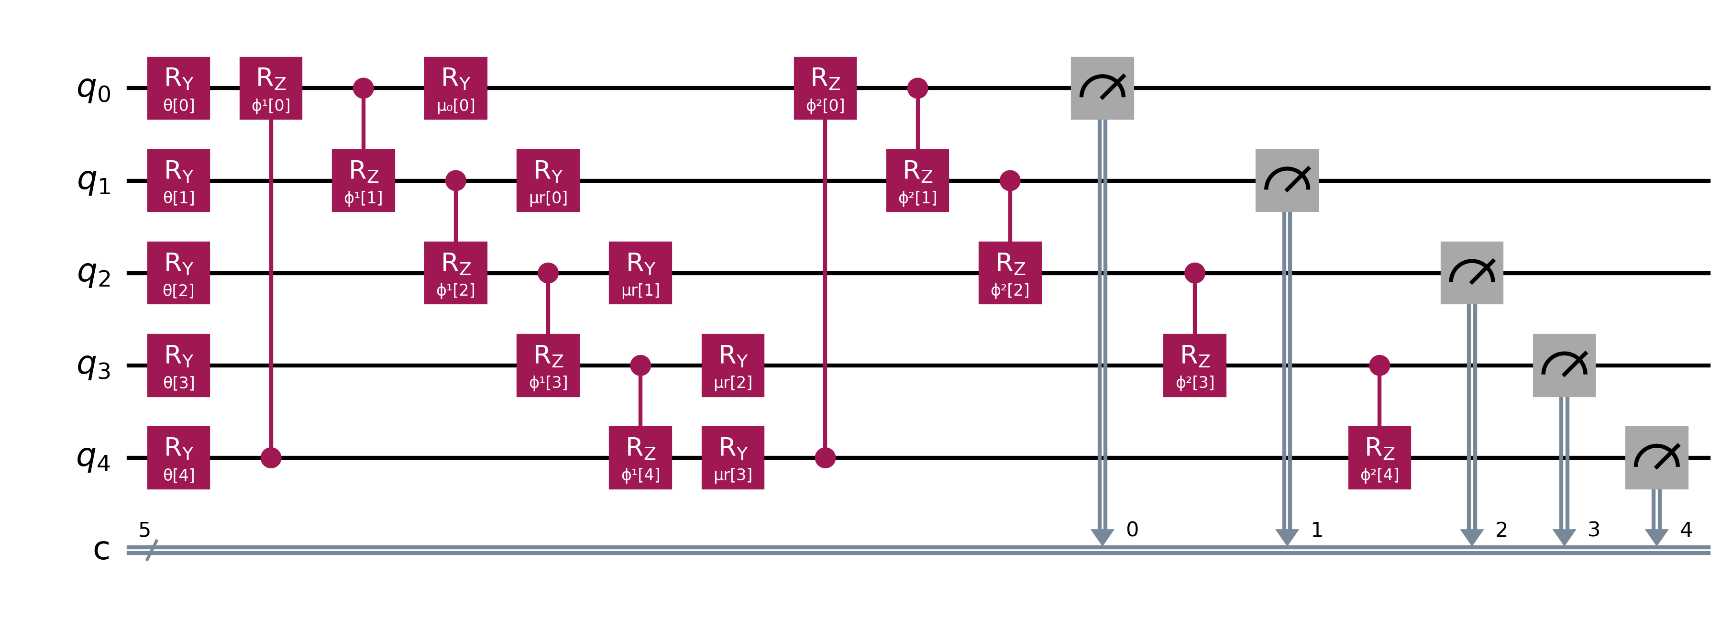 q0 RY θ[0] RZ ϕ¹[0] RY μ₀[0] RZ ϕ²[0]
q1 RY θ[1] RZ ϕ¹[1] RY μr[0] RZ ϕ²[1]
q2 RY θ[2] RZ ϕ¹[2] RY μr[1] RZ ϕ²[2]
q3 RY θ[3] RZ ϕ¹[3] RY μr[2] RZ ϕ²[3]
q4 RY θ[4] RZ ϕ¹[4] RY μr[3] RZ ϕ²[4]
5 0 1 2 3 4
c